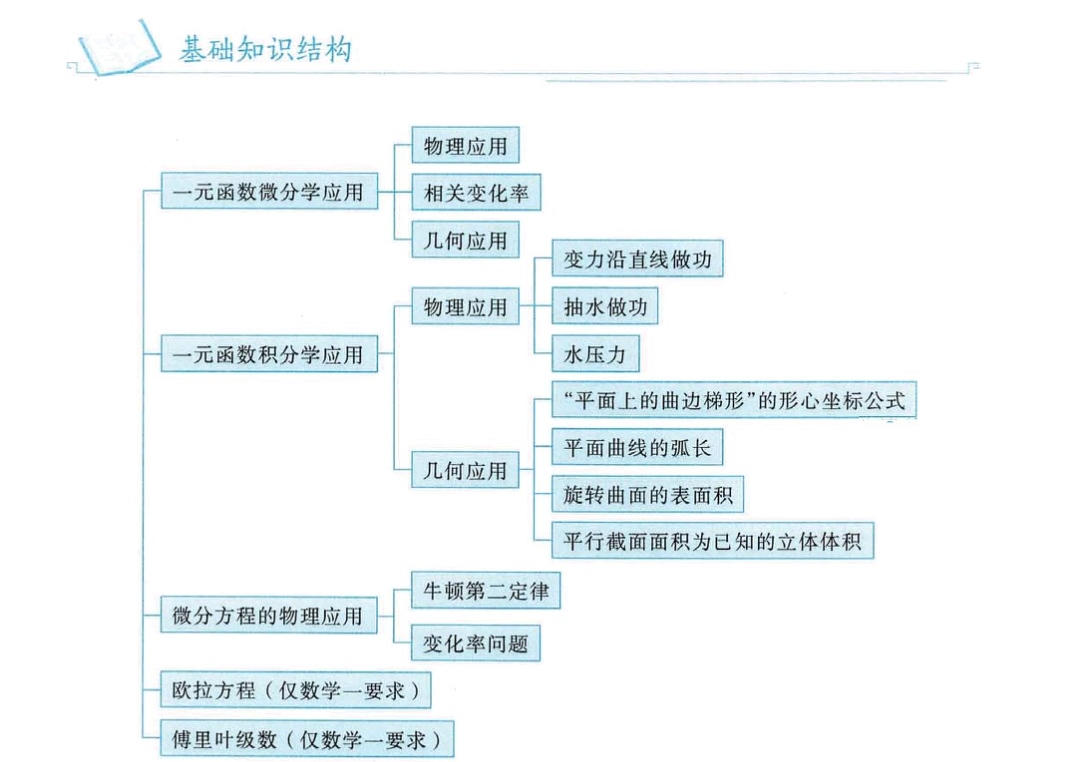 基础知识结构
物理应用
一元函数微分学应用
相关变化率
几何应用
变力沿直线做功
物理应用
抽水做功
一元函数积分学应用
水压力
“平面上的曲边梯形”的形心坐标公式
平面曲线的弧长
几何应用
旋转曲面的表面积
平行截面面积为已知的立体体积
牛顿第二定律
微分方程的物理应用
变化率问题
欧拉方程（仅数学一要求）
傅里叶级数（仅数学一要求）